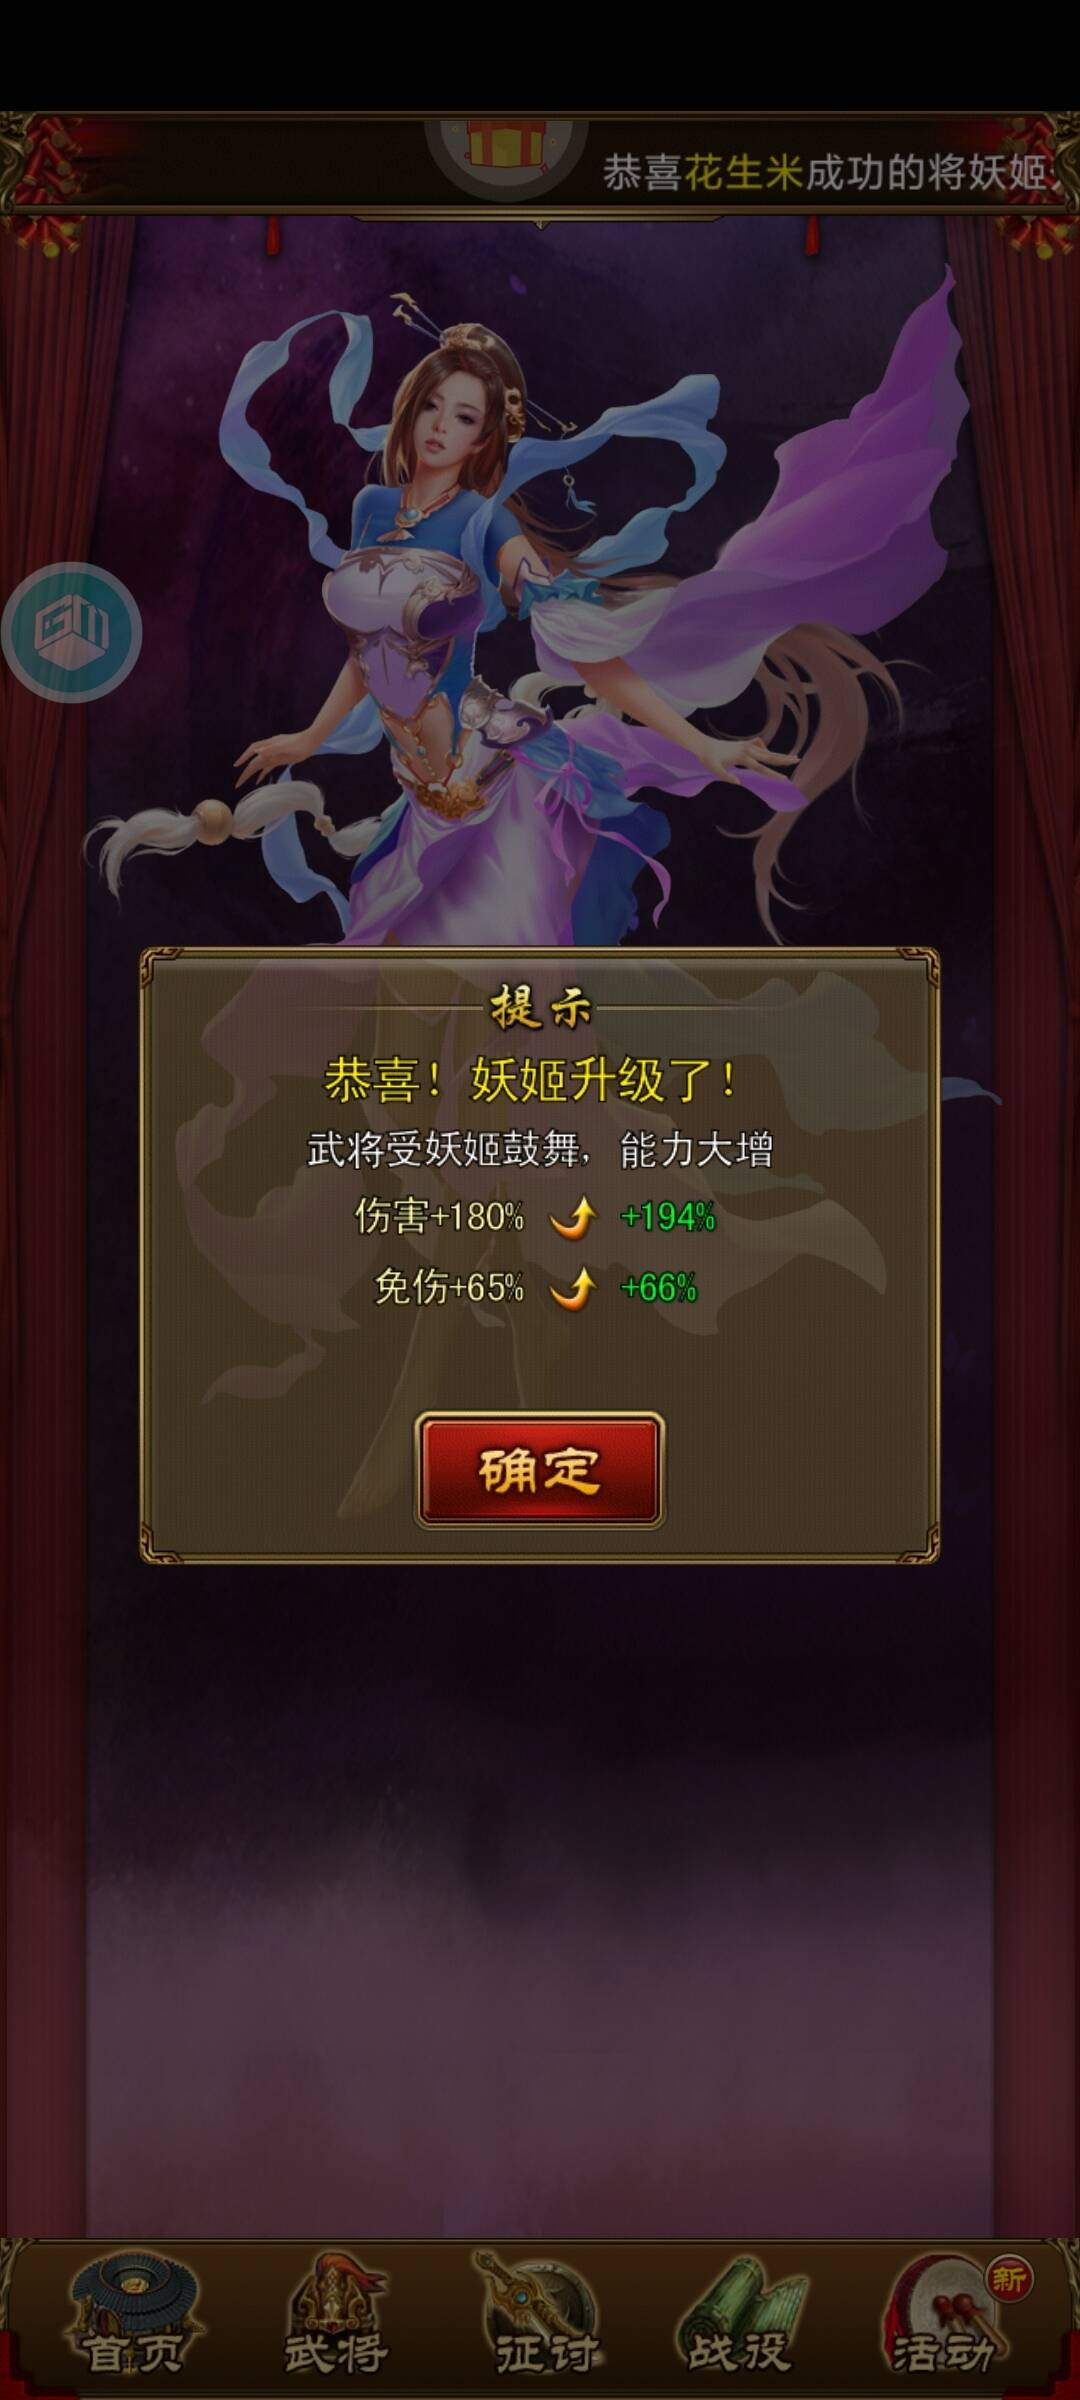 恭喜花生米成功的将妖姬
GM
提示
恭喜！妖姬升级了！
武将受妖姬鼓舞，能力大增
伤害+180% +194%
免伤+65% +66%
确定
新
首页 武将 征讨 战役 活动